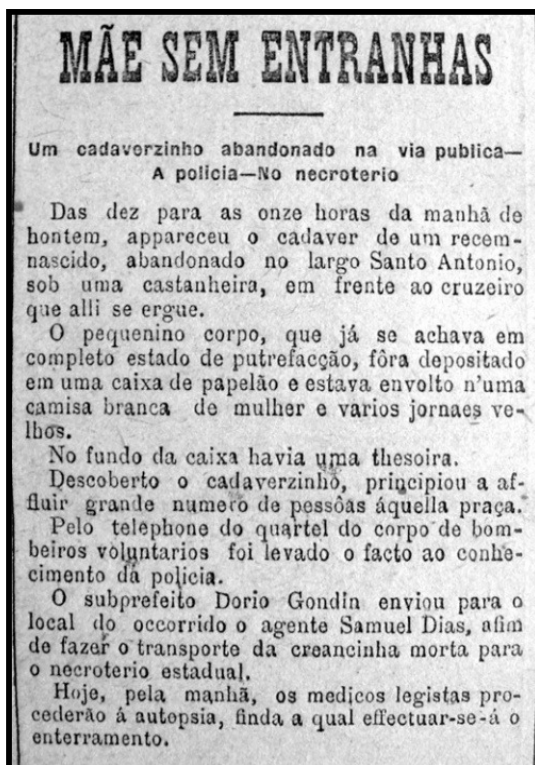 MÃE SEM ENTRANHAS
Um cadaverzinho abandonado na via publica—
A policia—No necroterio
Das dez para as onze horas da manhã de
hontem, appareceu o cadaver de um recem-
nascido, abandonado no largo Santo Antonio,
sob uma castanheira, em frente ao cruzeiro
que alli se ergue.
O pequenino corpo, que já se achava em
completo estado de putrefacção, fôra depositado
em uma caixa de papelão e estava envolto n'uma
camisa branca de mulher e varios jornaes ve-
lhos.
No fundo da caixa havia uma thesoira.
Descoberto o cadaverzinho, principiou a af-
fluir grande numero de pessôas áquella praça.
Pelo telephone do quartel do corpo de bom-
beiros voluntarios foi levado o facto ao conhe-
cimento da policia.
O subprefeito Dorio Gondin enviou para o
local do occorrido o agente Samuel Dias, afim
de fazer o transporte da creancinha morta para
o necroterio estadual.
Hoje, pela manhã, os medicos legistas pro-
cederão á autopsia, finda a qual effectuar-se-á o
enterramento.